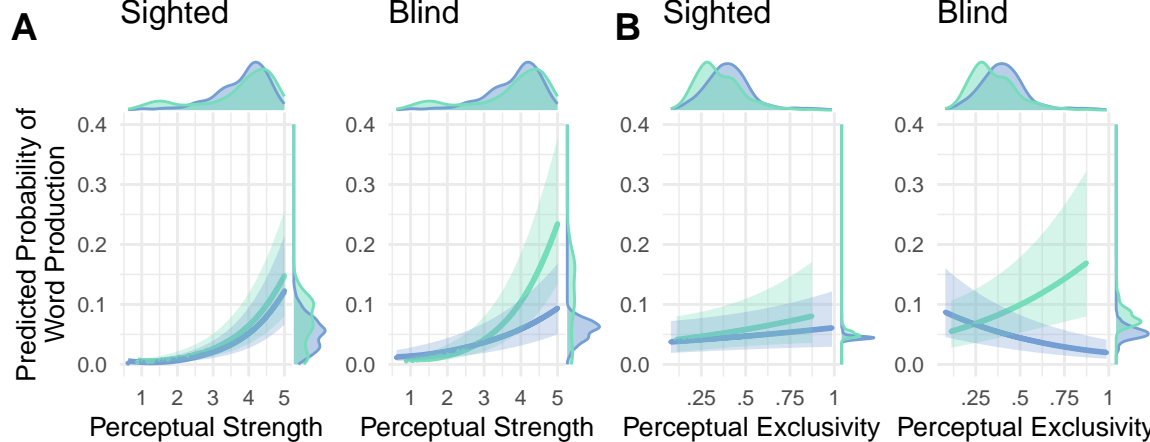 A
Sighted
Blind
B
Sighted
Blind
Predicted Probability of
Word Production
0.4
0.3
0.2
0.1
0.0
1 2 3 4 5
Perceptual Strength
0.4
0.3
0.2
0.1
0.0
1 2 3 4 5
Perceptual Strength
0.4
0.3
0.2
0.1
0.0
.25 .5 .75 1
Perceptual Exclusivity
0.4
0.3
0.2
0.1
0.0
.25 .5 .75 1
Perceptual Exclusivity